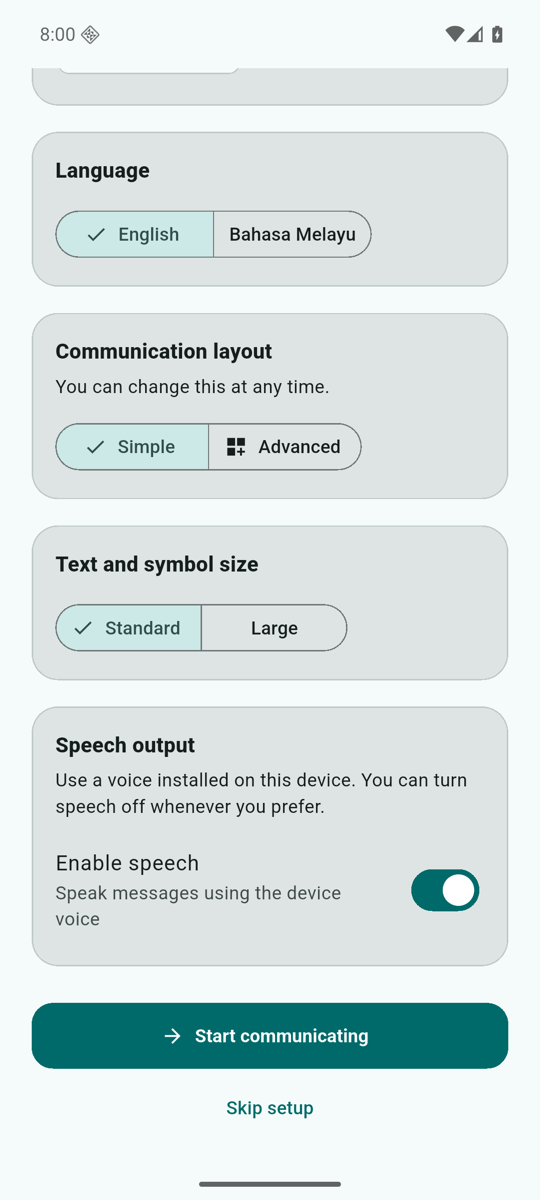 8:00
Language
English
Bahasa Melayu
Communication layout
You can change this at any time.
Simple
Advanced
Text and symbol size
Standard
Large
Speech output
Use a voice installed on this device. You can turn
speech off whenever you prefer.
Enable speech
Speak messages using the device
voice
Start communicating
Skip setup